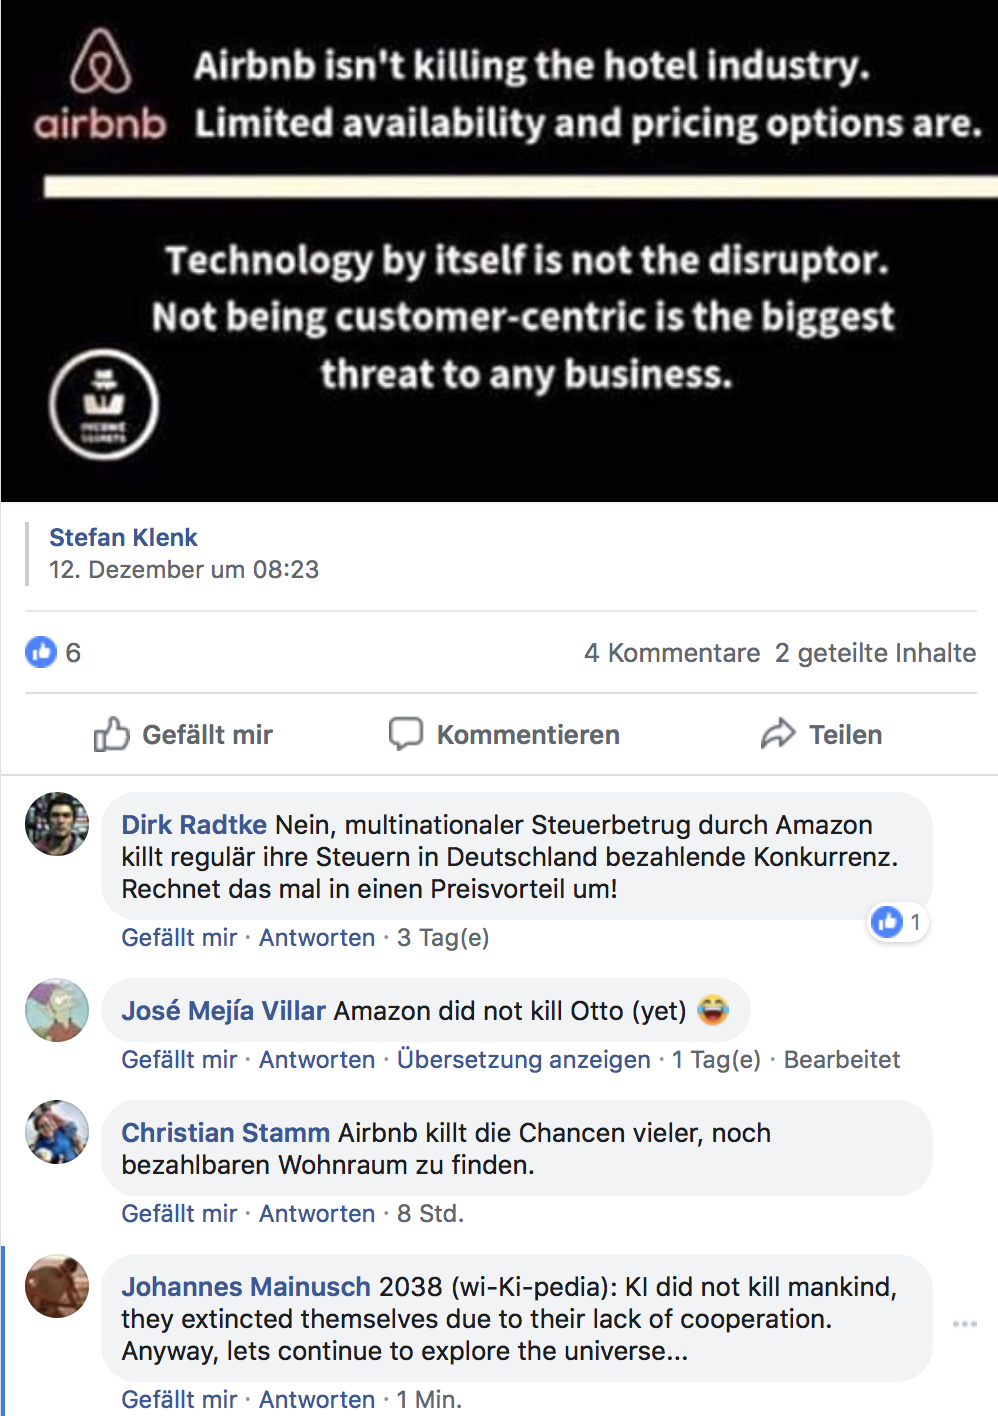 airbnb
Airbnb isn't killing the hotel industry.
Limited availability and pricing options are.
Technology by itself is not the disruptor.
Not being customer-centric is the biggest
threat to any business.
Stefan Klenk
12. Dezember um 08:23
6
4 Kommentare 2 geteilte Inhalte
Gefällt mir
Kommentieren
Teilen
Dirk Radtke Nein, multinationaler Steuerbetrug durch Amazon
killt regulär ihre Steuern in Deutschland bezahlende Konkurrenz.
Rechnet das mal in einen Preisvorteil um!
1
Gefällt mir · Antworten · 3 Tag(e)
José Mejía Villar Amazon did not kill Otto (yet) 😂
Gefällt mir · Antworten · Übersetzung anzeigen · 1 Tag(e) · Bearbeitet
Christian Stamm Airbnb killt die Chancen vieler, noch
bezahlbaren Wohnraum zu finden.
Gefällt mir · Antworten · 8 Std.
Johannes Mainusch 2038 (wi-Ki-pedia): KI did not kill mankind,
they extincted themselves due to their lack of cooperation.
Anyway, lets continue to explore the universe...
Gefällt mir · Antworten · 1 Min.